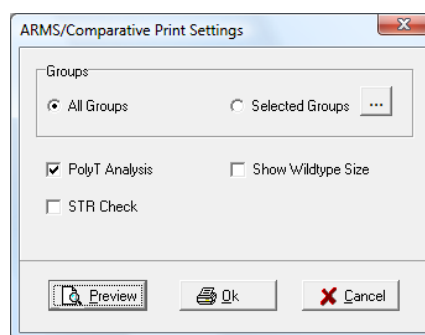 ARMS/Comparative Print Settings
Groups
All Groups Selected Groups ...
PolyT Analysis Show Wildtype Size
STR Check
Preview Ok Cancel